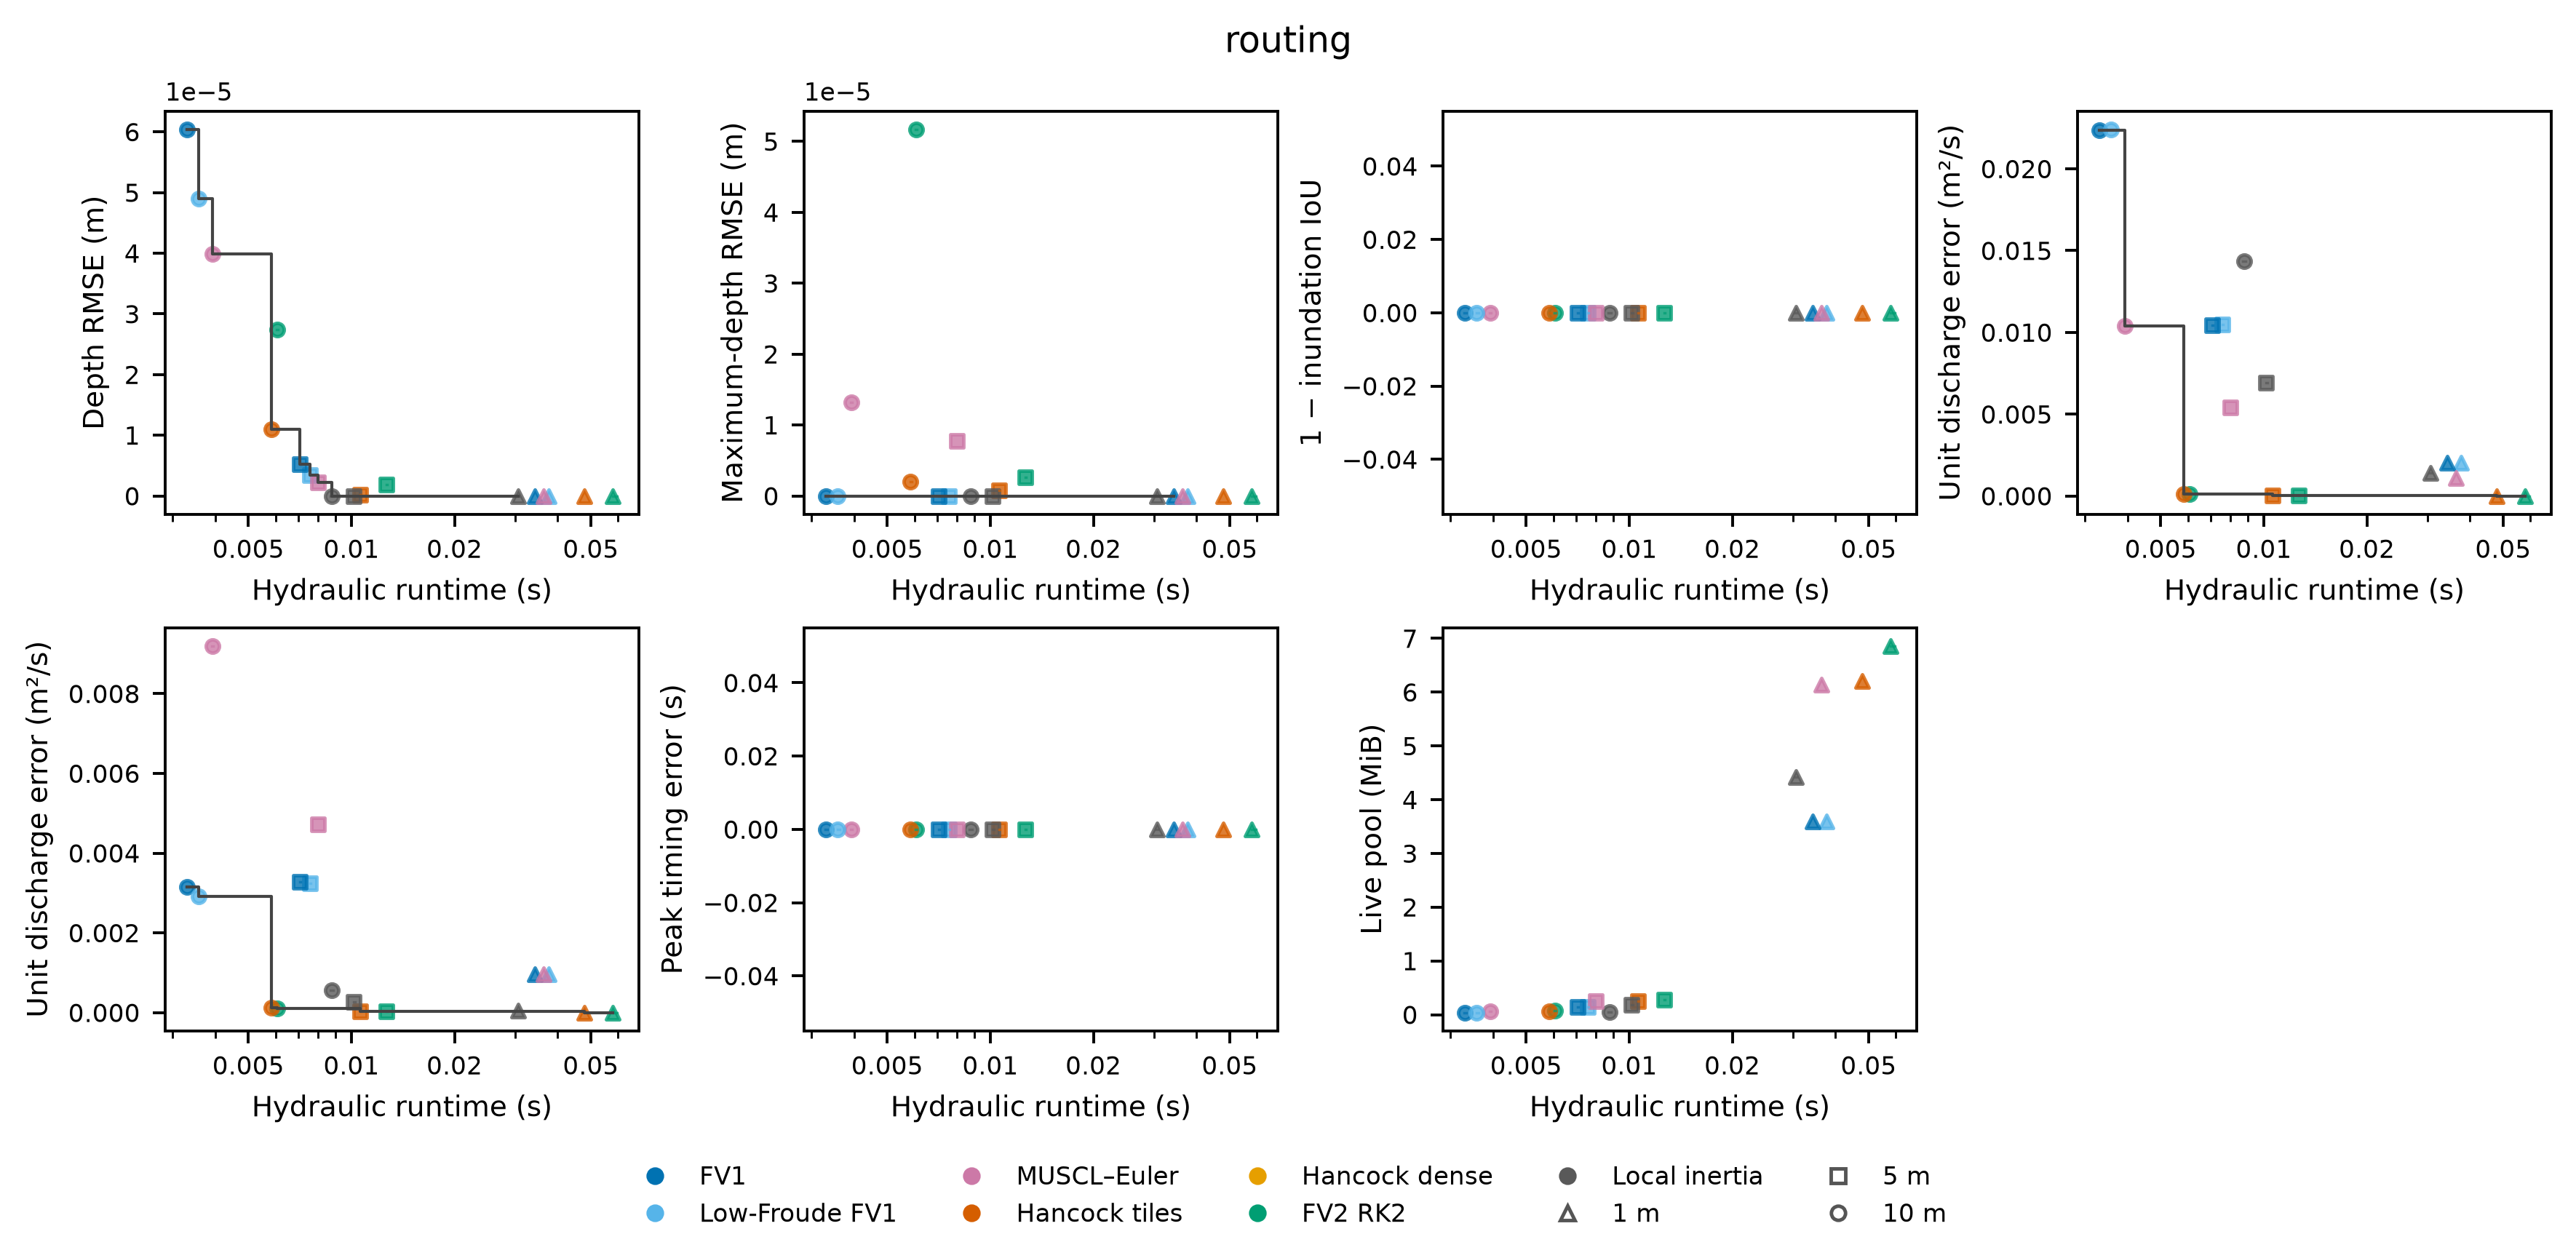 routing
1e−5
6
5
4
3
2
1
0
Depth RMSE (m)
0.005 0.01 0.02 0.05
Hydraulic runtime (s)
1e−5
5
4
3
2
1
0
Maximum-depth RMSE (m)
0.005 0.01 0.02 0.05
Hydraulic runtime (s)
0.04
0.02
0.00
−0.02
−0.04
1 − inundation IoU
0.005 0.01 0.02 0.05
Hydraulic runtime (s)
0.020
0.015
0.010
0.005
0.000
Unit discharge error (m²/s)
0.005 0.01 0.02 0.05
Hydraulic runtime (s)
0.008
0.006
0.004
0.002
0.000
Unit discharge error (m²/s)
0.005 0.01 0.02 0.05
Hydraulic runtime (s)
0.04
0.02
0.00
−0.02
−0.04
Peak timing error (s)
0.005 0.01 0.02 0.05
Hydraulic runtime (s)
7
6
5
4
3
2
1
0
Live pool (MiB)
0.005 0.01 0.02 0.05
Hydraulic runtime (s)
FV1 MUSCL–Euler Hancock dense Local inertia 5 m
Low-Froude FV1 Hancock tiles FV2 RK2 1 m 10 m